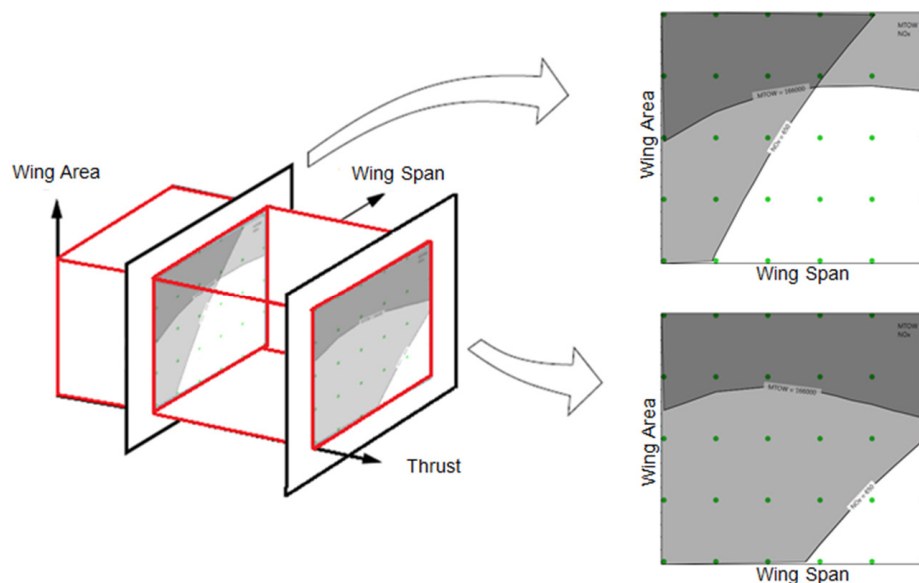 Wing Area
Wing Span
Thrust
MTOW
NOx
MTOW = 166000
NOx = 650
Wing Area
Wing Span
MTOW
NOx
MTOW = 166000
NOx = 650
Wing Area
Wing Span